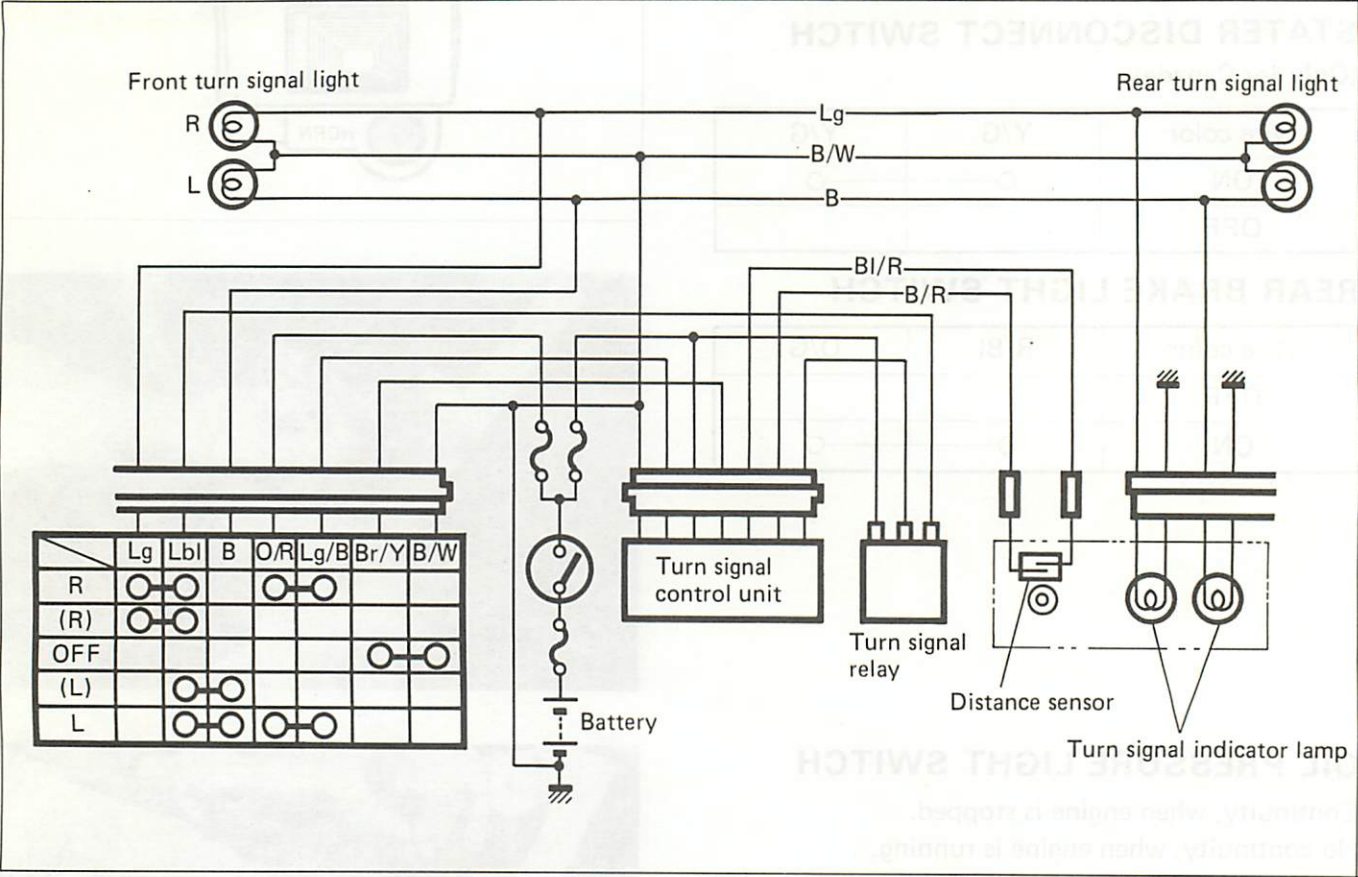 Front turn signal light
Rear turn signal light
R
L
Lg
B/W
B
Bl/R
B/R
Lg Lbl B O/R Lg/B Br/Y B/W
R
(R)
OFF
(L)
L
Battery
Turn signal
control unit
Turn signal
relay
Distance sensor
Turn signal indicator lamp